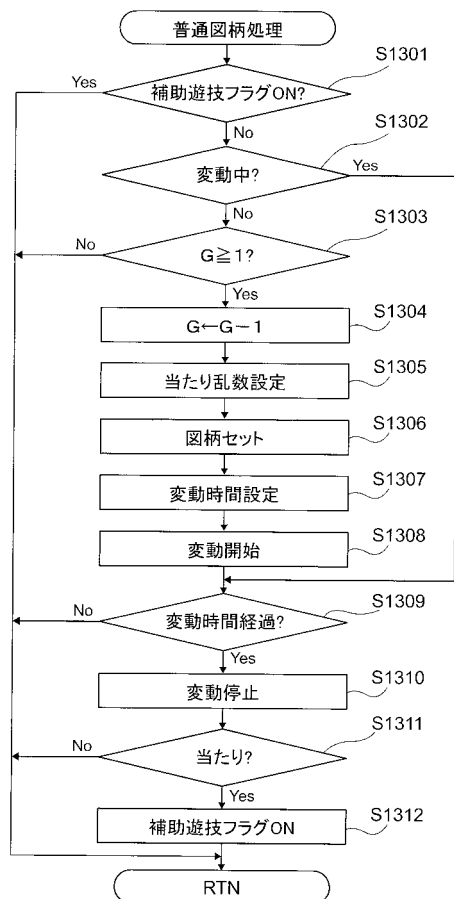 普通図柄処理
S1301
Yes
補助遊技フラグON?
No
S1302
変動中?
Yes
No
S1303
No
G≧1?
Yes
S1304
G←G－1
S1305
当たり乱数設定
S1306
図柄セット
S1307
変動時間設定
S1308
変動開始
S1309
No
変動時間経過?
Yes
S1310
変動停止
S1311
No
当たり?
Yes
S1312
補助遊技フラグON
RTN